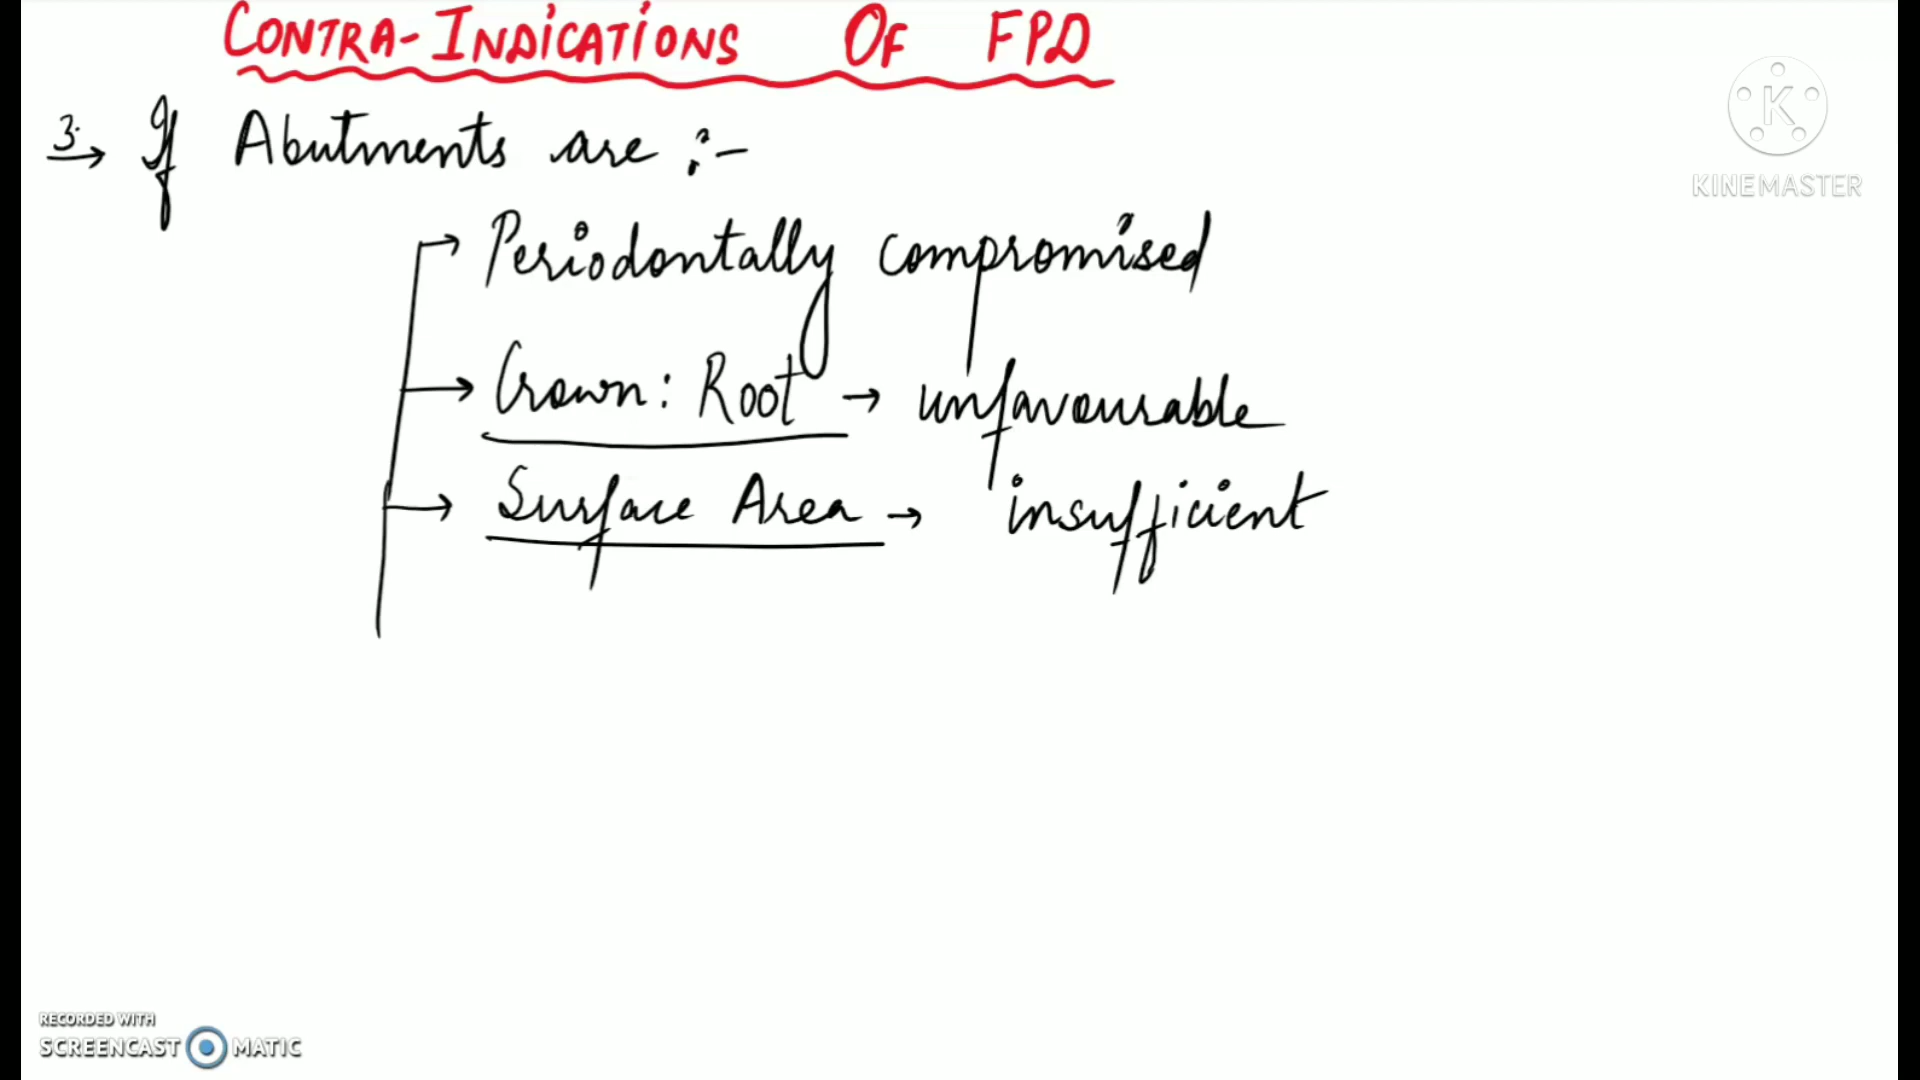 CONTRA-INDICATIONS OF FPD
3. → If Abutments are :-
→ Periodontally compromised
→ Crown : Root → unfavourable
→ Surface Area → insufficient
K
KINEMASTER
RECORDED WITH
SCREENCAST MATIC